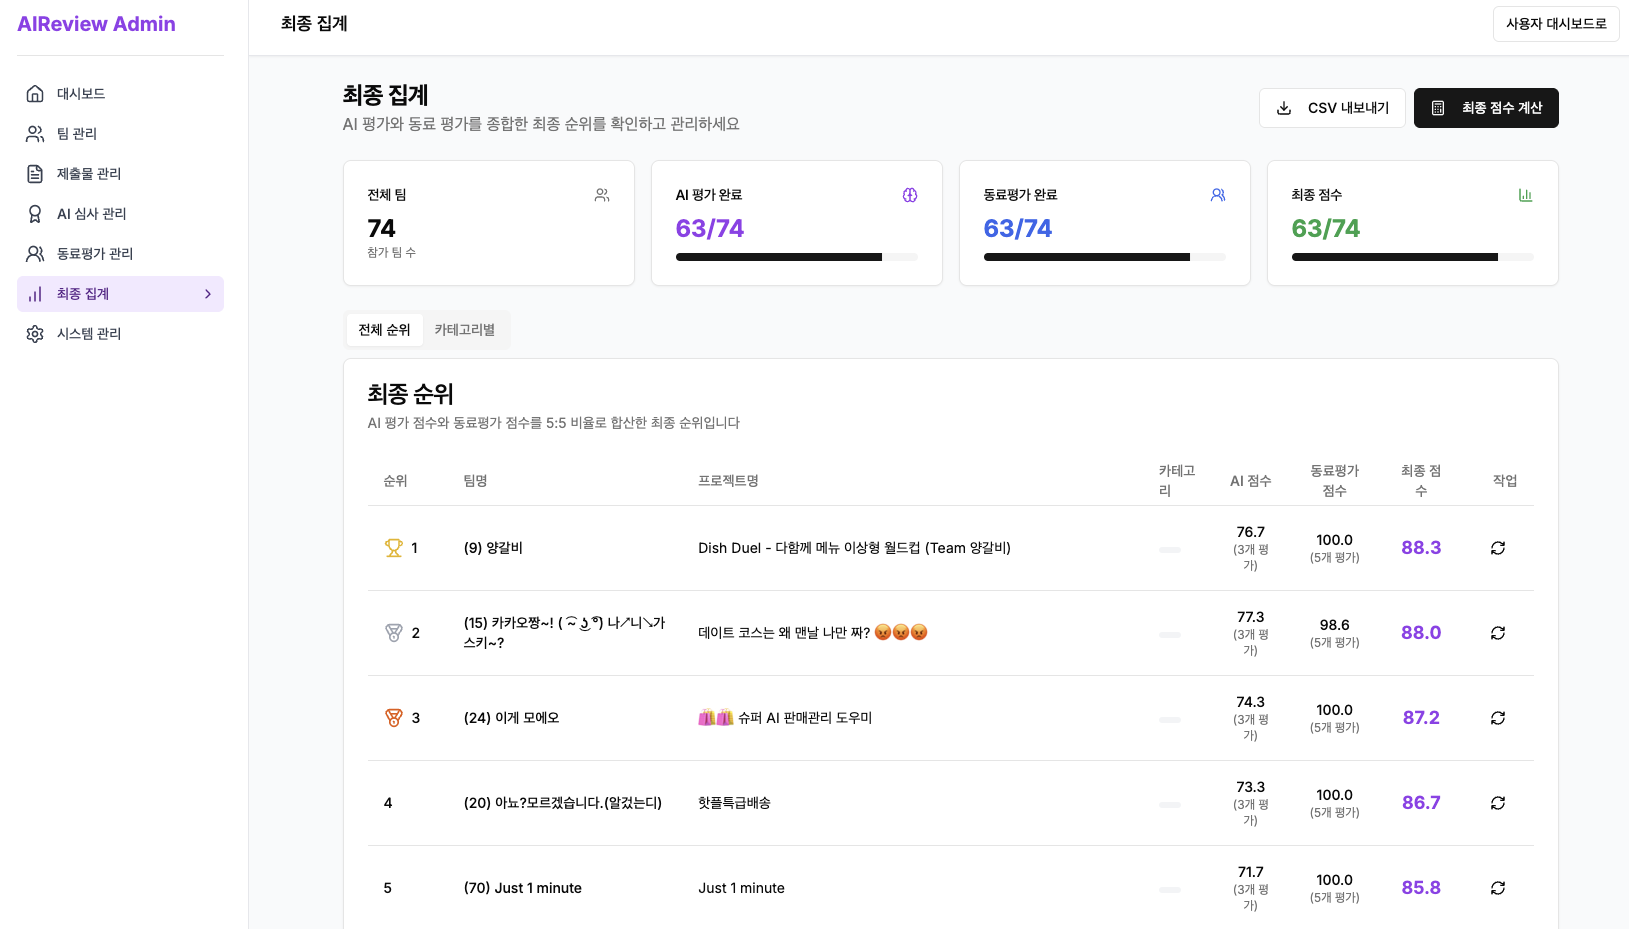 AIReview Admin
최종 집계
사용자 대시보드로
대시보드
팀 관리
제출물 관리
AI 심사 관리
동료평가 관리
최종 집계
시스템 관리
최종 집계
AI 평가와 동료 평가를 종합한 최종 순위를 확인하고 관리하세요
CSV 내보내기
최종 점수 계산
전체 팀
74
참가 팀 수
AI 평가 완료
63/74
동료평가 완료
63/74
최종 점수
63/74
전체 순위
카테고리별
최종 순위
AI 평가 점수와 동료평가 점수를 5:5 비율로 합산한 최종 순위입니다
순위
팀명
프로젝트명
카테고
리
AI 점수
동료평가
점수
최종 점
수
작업
1
(9) 양갈비
Dish Duel - 다함께 메뉴 이상형 월드컵 (Team 양갈비)
76.7
(3개 평
가)
100.0
(5개 평가)
88.3
2
(15) 카카오짱~! ( ͡~ ͜ʖ ͡°) 나↗니↘가
스키~?
데이트 코스는 왜 맨날 나만 짜? 😡😡😡
77.3
(3개 평
가)
98.6
(5개 평가)
88.0
3
(24) 이게 모에오
🛍️🛍️ 슈퍼 AI 판매관리 도우미
74.3
(3개 평
가)
100.0
(5개 평가)
87.2
4
(20) 아뇨?모르겠습니다.(알겄는디)
핫플특급배송
73.3
(3개 평
가)
100.0
(5개 평가)
86.7
5
(70) Just 1 minute
Just 1 minute
71.7
(3개 평
가)
100.0
(5개 평가)
85.8